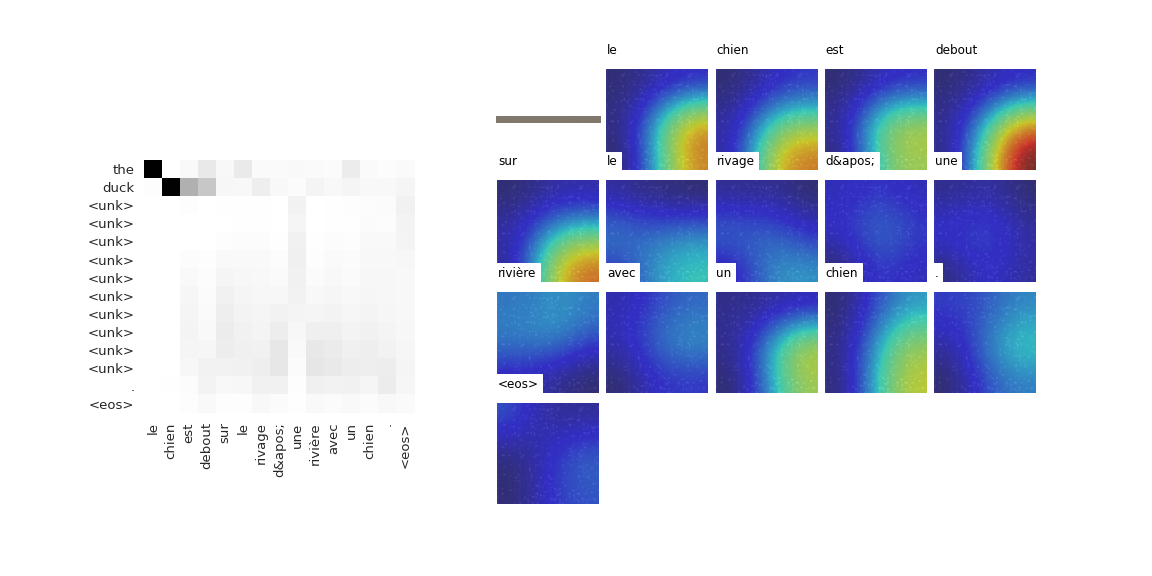 the
duck
<unk>
<unk>
<unk>
<unk>
<unk>
<unk>
<unk>
<unk>
<unk>
<unk>
.
<eos>
le
chien
est
debout
sur
le
rivage
d&apos;
une
rivière
avec
un
chien
.
<eos>
le chien est debout
sur le rivage d&apos; une
rivière avec un chien .
<eos>